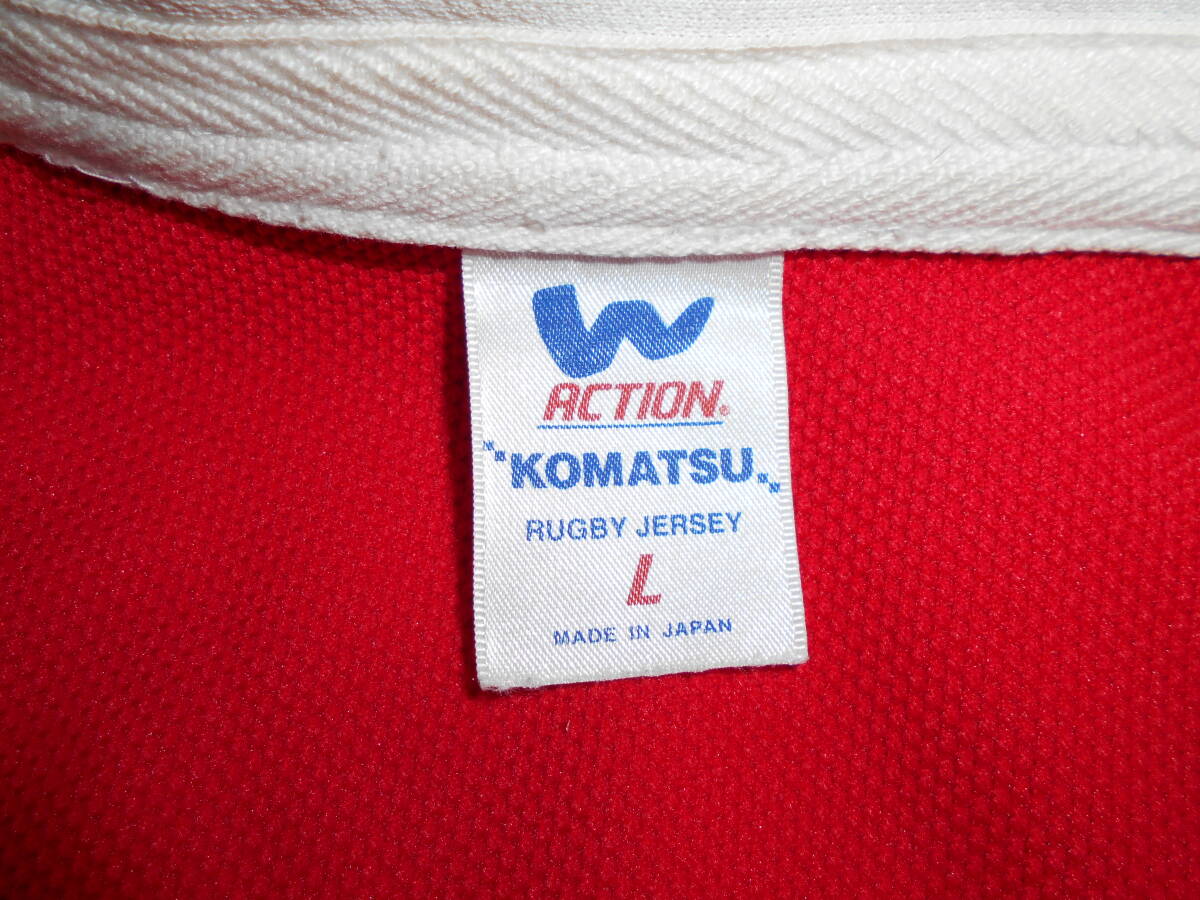 W
ACTION®
KOMATSU
RUGBY JERSEY
L
MADE IN JAPAN